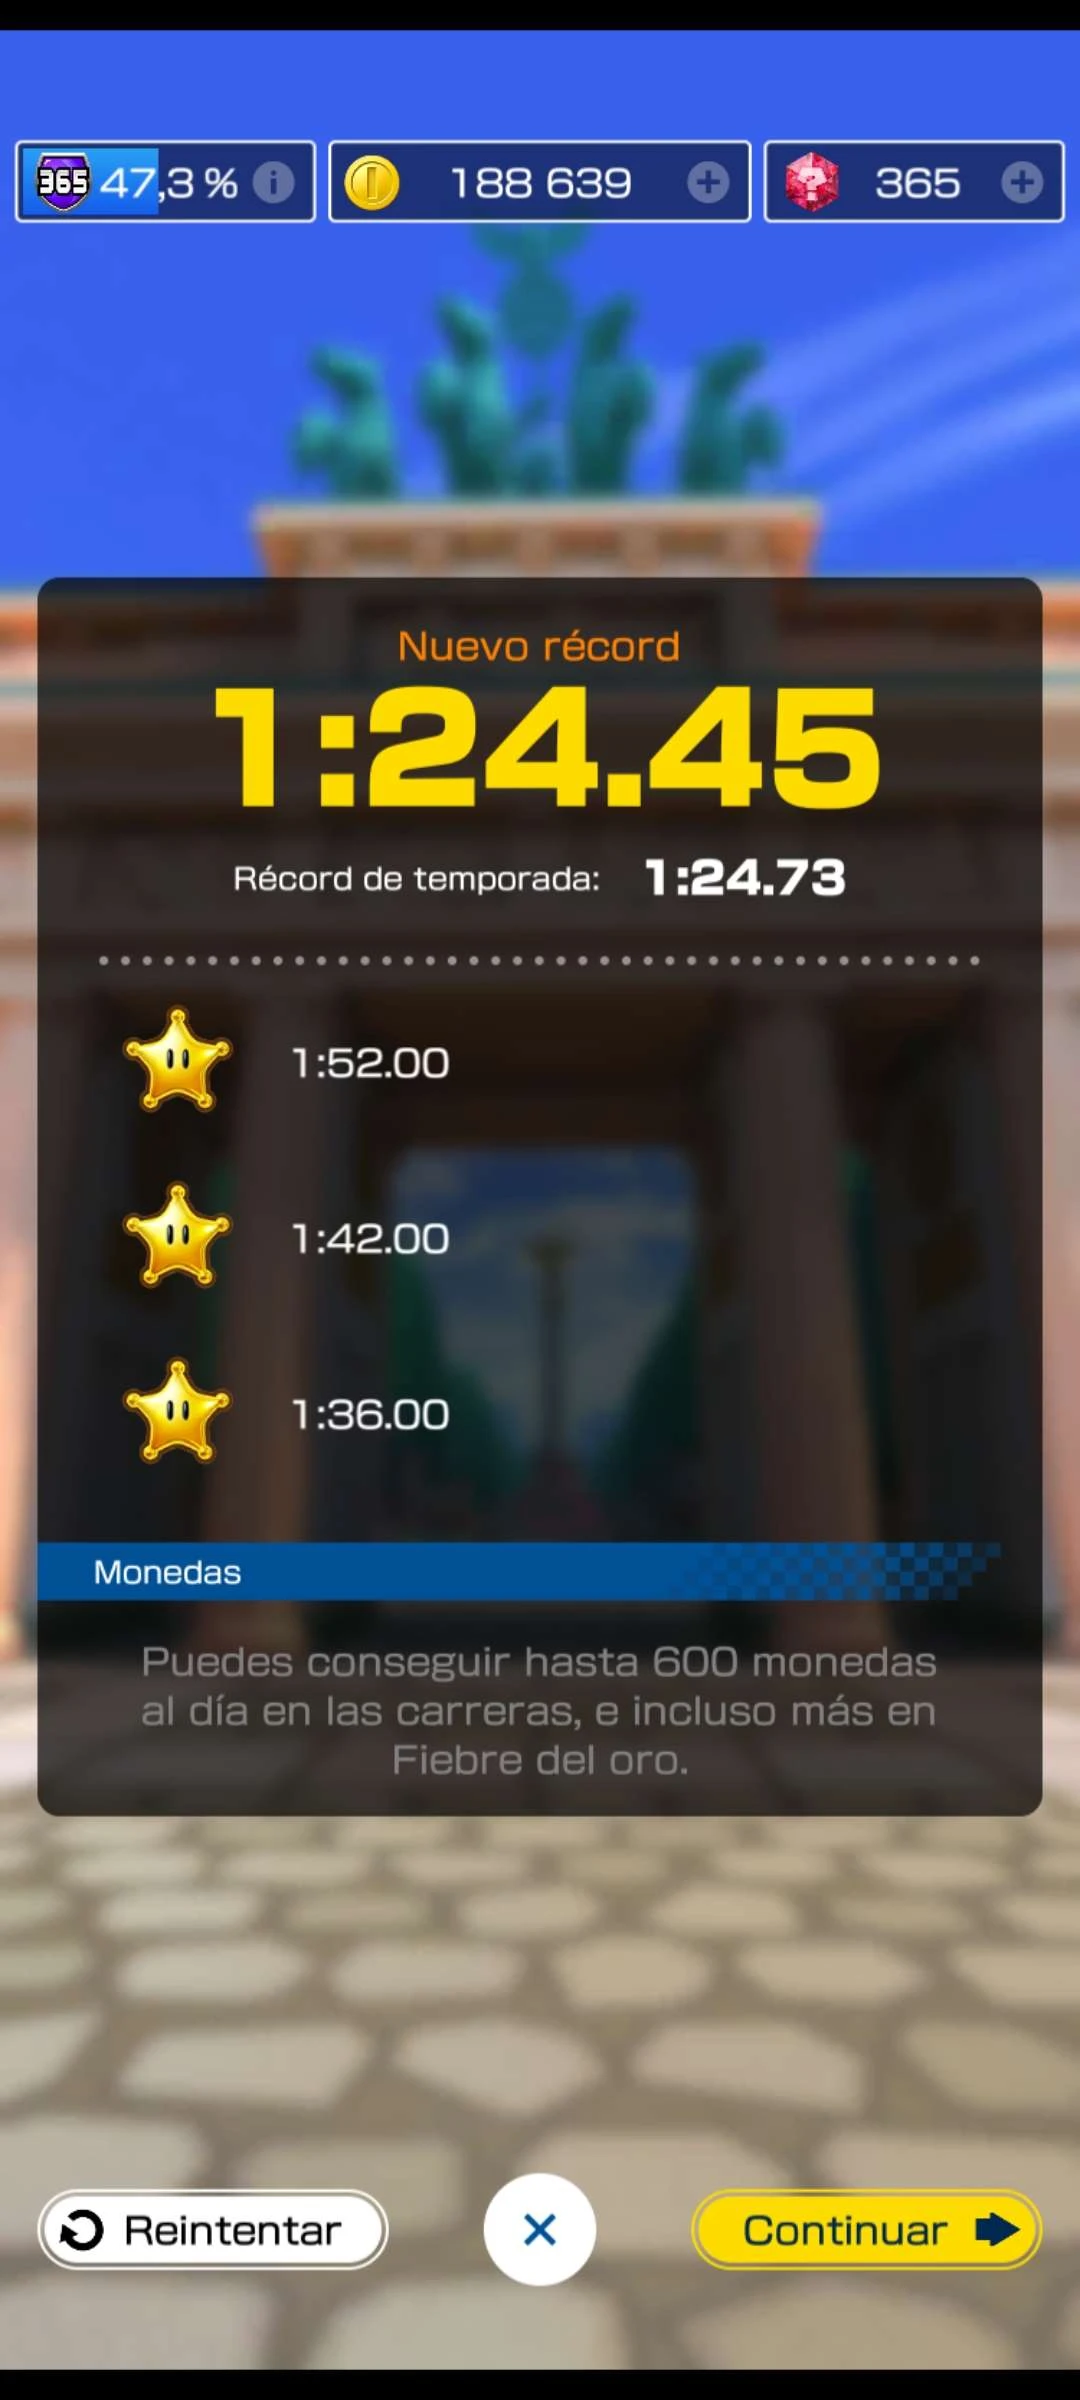 365 47,3 % i 188 639 + 365 +
Nuevo récord
1:24.45
Récord de temporada: 1:24.73
1:52.00
1:42.00
1:36.00
Monedas
Puedes conseguir hasta 600 monedas
al día en las carreras, e incluso más en
Fiebre del oro.
Reintentar × Continuar